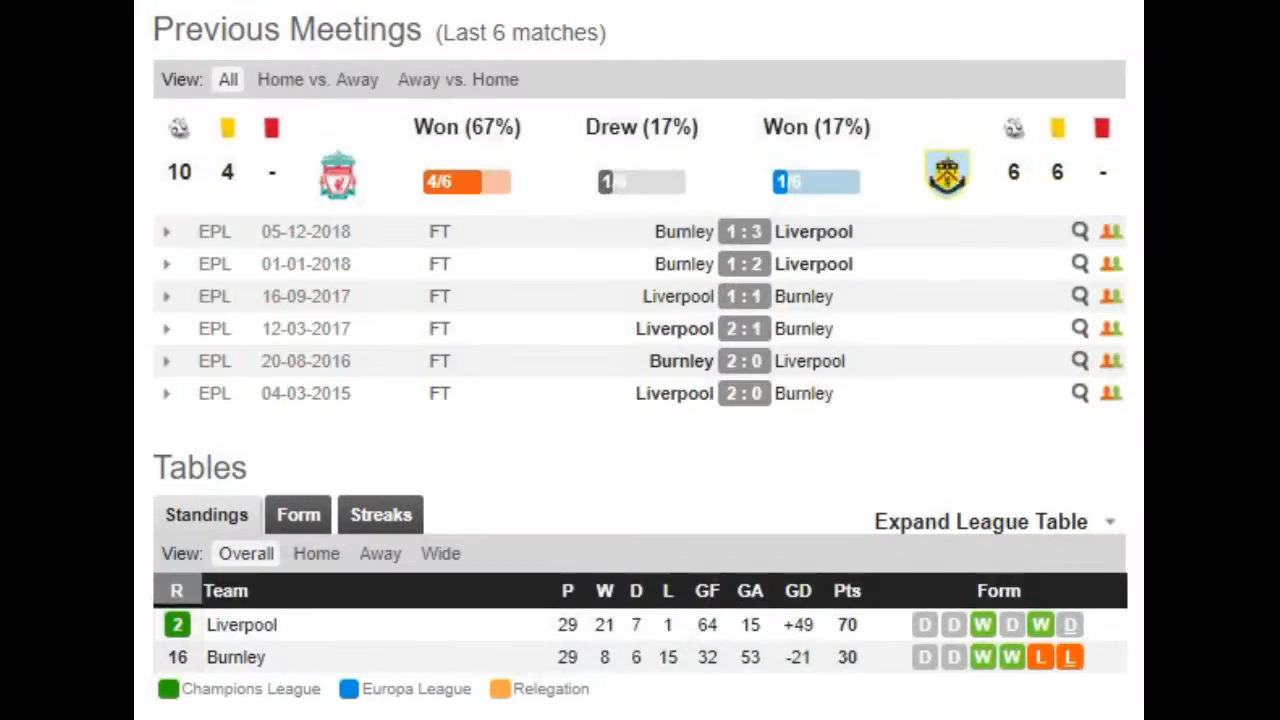 Previous Meetings (Last 6 matches)
View: All Home vs. Away Away vs. Home
Won (67%) Drew (17%) Won (17%)
10 4 - 4/6 1/6 1/6 6 6 -
EPL 05-12-2018 FT Burnley 1 : 3 Liverpool
EPL 01-01-2018 FT Burnley 1 : 2 Liverpool
EPL 16-09-2017 FT Liverpool 1 : 1 Burnley
EPL 12-03-2017 FT Liverpool 2 : 1 Burnley
EPL 20-08-2016 FT Burnley 2 : 0 Liverpool
EPL 04-03-2015 FT Liverpool 2 : 0 Burnley
Tables
Standings Form Streaks Expand League Table
View: Overall Home Away Wide
R Team P W D L GF GA GD Pts Form
2 Liverpool 29 21 7 1 64 15 +49 70 D D W D W D
16 Burnley 29 8 6 15 32 53 -21 30 D D W W L L
Champions League Europa League Relegation